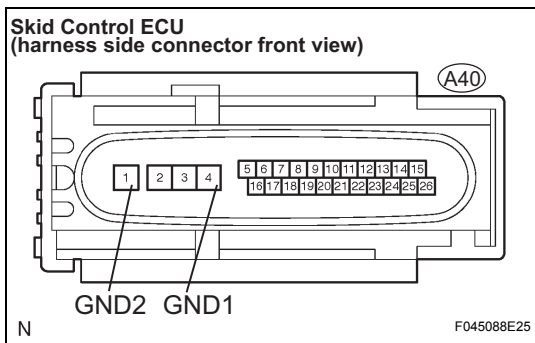 Skid Control ECU
(harness side connector front view)
A40
1 2 3 4 5 6 7 8 9 10 11 12 13 14 15
16 17 18 19 20 21 22 23 24 25 26
GND2 GND1
N F045088E25